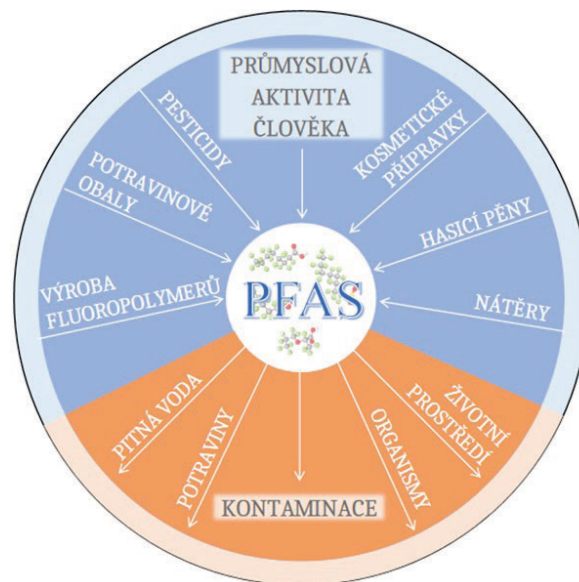 PRŮMYSLOVÁ
AKTIVITA
ČLOVĚKA
PESTICIDY
KOSMETICKÉ
PŘÍPRAVKY
POTRAVINOVÉ
OBALY
HASICÍ PĚNY
VÝROBA
FLUOROPOLYMERŮ
NÁTĚRY
PFAS
PITNÁ VODA
POTRAVINY
ORGANISMY
ŽIVOTNÍ
PROSTŘEDÍ
KONTAMINACE